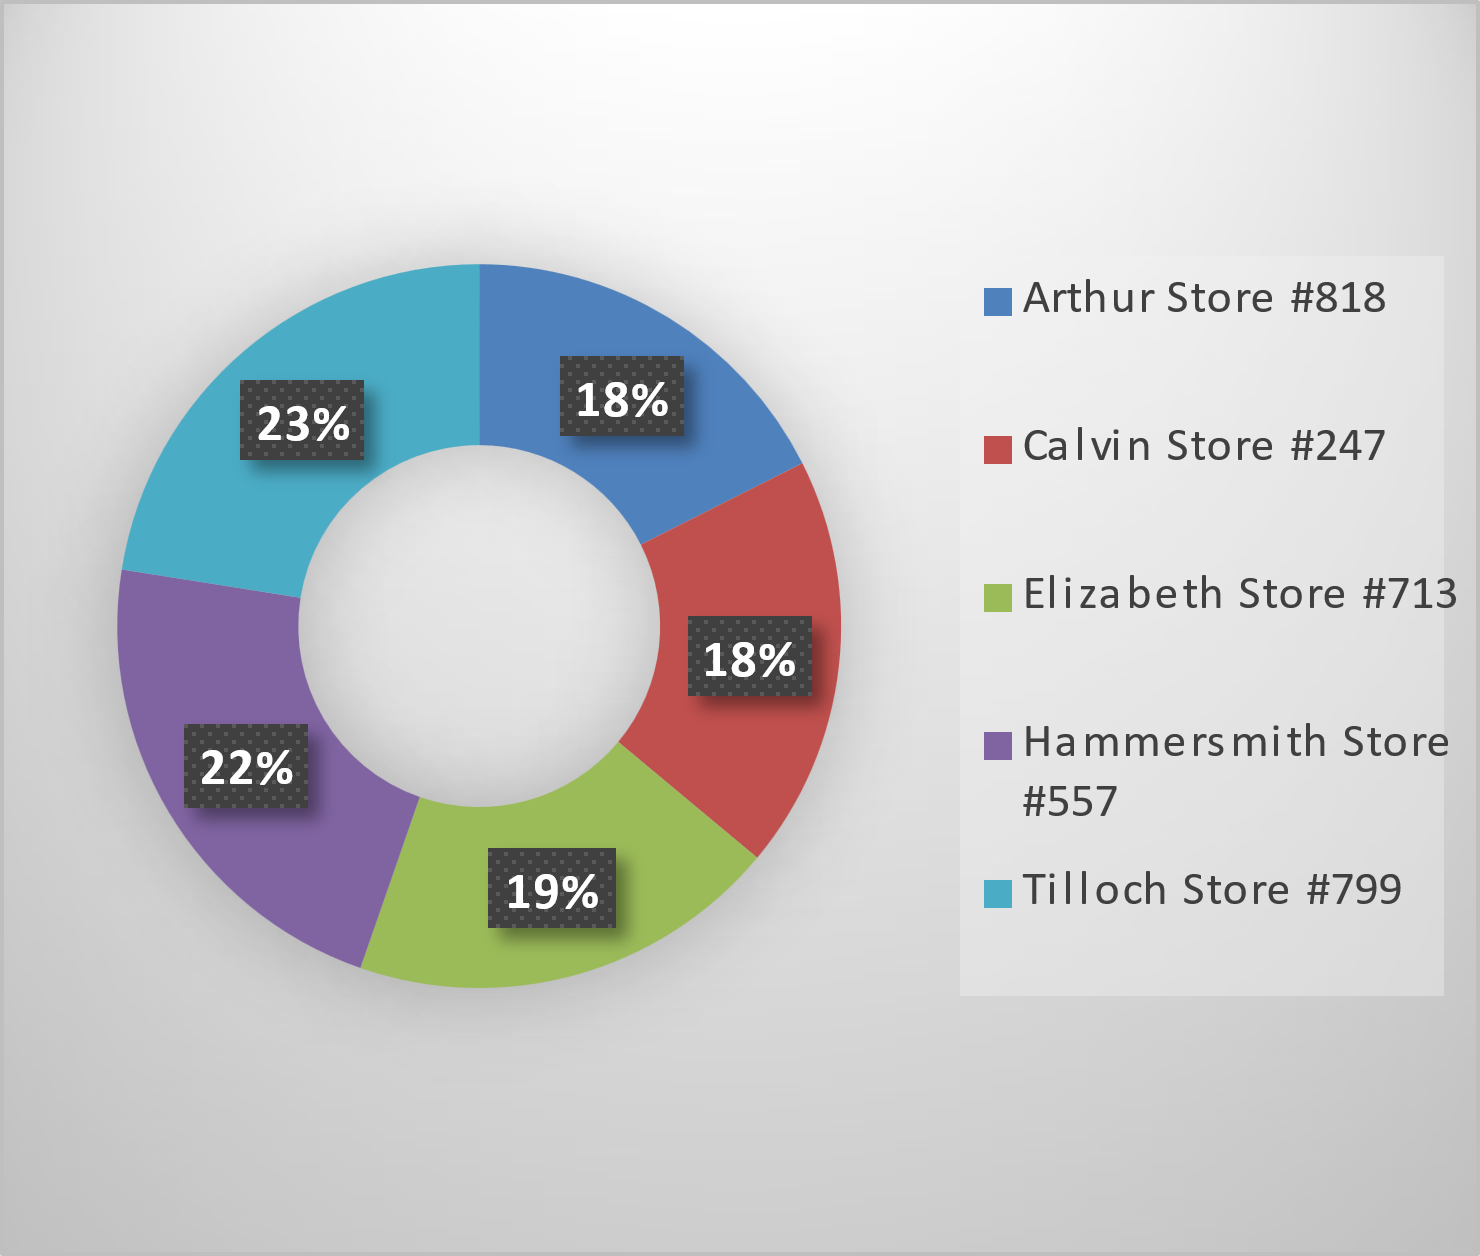 18%
18%
19%
22%
23%
Arthur Store #818
Calvin Store #247
Elizabeth Store #713
Hammersmith Store
#557
Tilloch Store #799